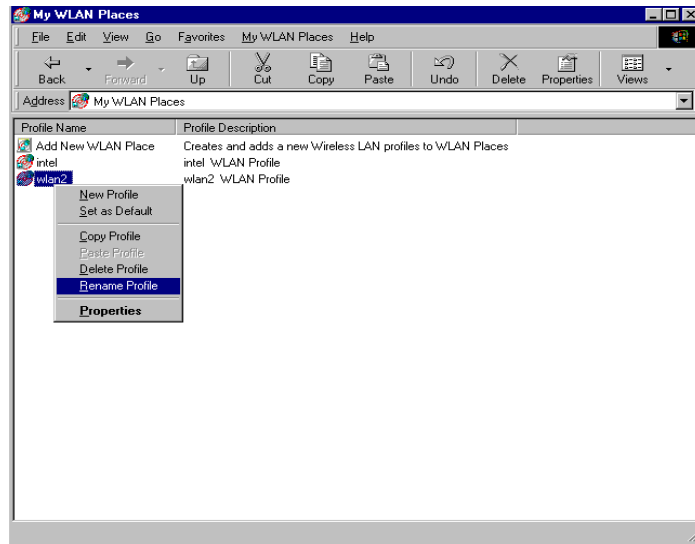 My WLAN Places
File Edit View Go Favorites My WLAN Places Help
Back Forward Up Cut Copy Paste Undo Delete Properties Views
Address My WLAN Places
Profile Name Profile Description
Add New WLAN Place Creates and adds a new Wireless LAN profiles to WLAN Places
intel intel WLAN Profile
wlan2 wlan2 WLAN Profile
New Profile
Set as Default
Copy Profile
Paste Profile
Delete Profile
Rename Profile
Properties